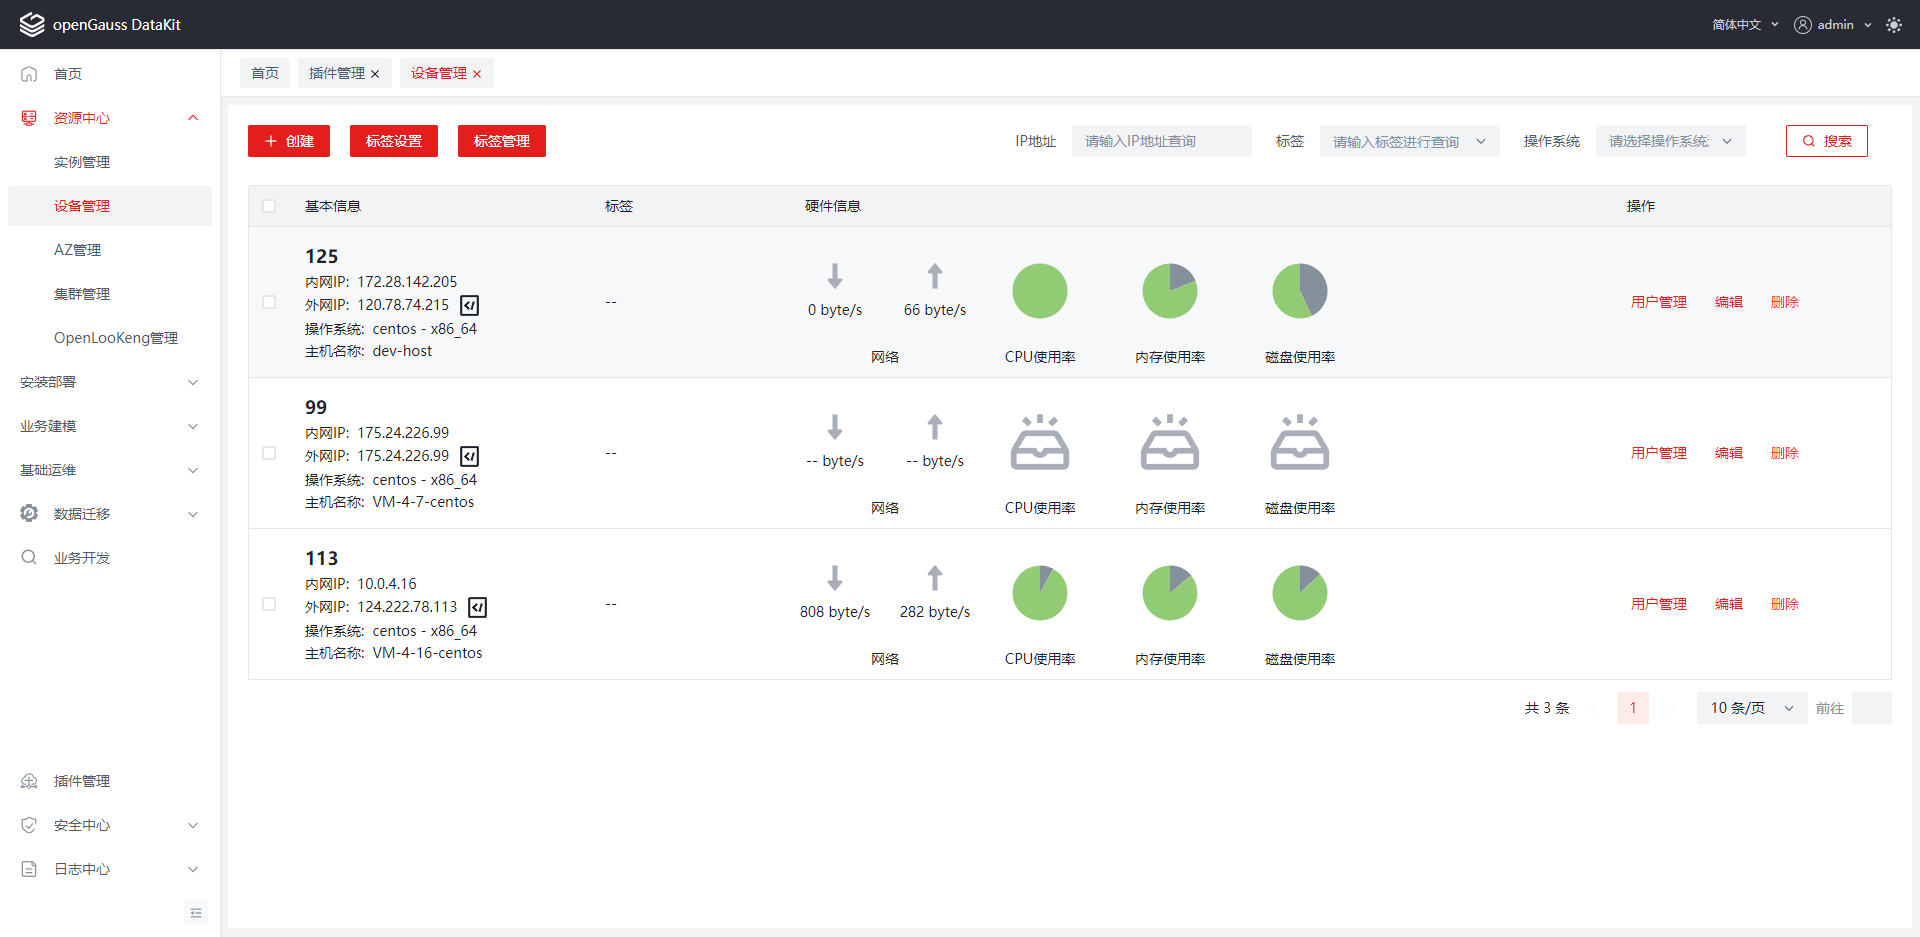 openGauss DataKit
简体中文
admin
首页
资源中心
实例管理
设备管理
AZ管理
集群管理
OpenLooKeng管理
安装部署
业务建模
基础运维
数据迁移
业务开发
插件管理
安全中心
日志中心
首页 插件管理 设备管理
创建 标签设置 标签管理 IP地址 请输入IP地址查询 标签 请输入标签进行查询 操作系统 请选择操作系统 搜索
基本信息 标签 硬件信息 操作
125
内网IP: 172.28.142.205
外网IP: 120.78.74.215
操作系统: centos - x86_64
主机名称: dev-host
--
0 byte/s 66 byte/s
网络 CPU使用率 内存使用率 磁盘使用率
用户管理 编辑 删除
99
内网IP: 175.24.226.99
外网IP: 175.24.226.99
操作系统: centos - x86_64
主机名称: VM-4-7-centos
--
-- byte/s -- byte/s
网络 CPU使用率 内存使用率 磁盘使用率
用户管理 编辑 删除
113
内网IP: 10.0.4.16
外网IP: 124.222.78.113
操作系统: centos - x86_64
主机名称: VM-4-16-centos
--
808 byte/s 282 byte/s
网络 CPU使用率 内存使用率 磁盘使用率
用户管理 编辑 删除
共 3 条 1 10 条/页 前往